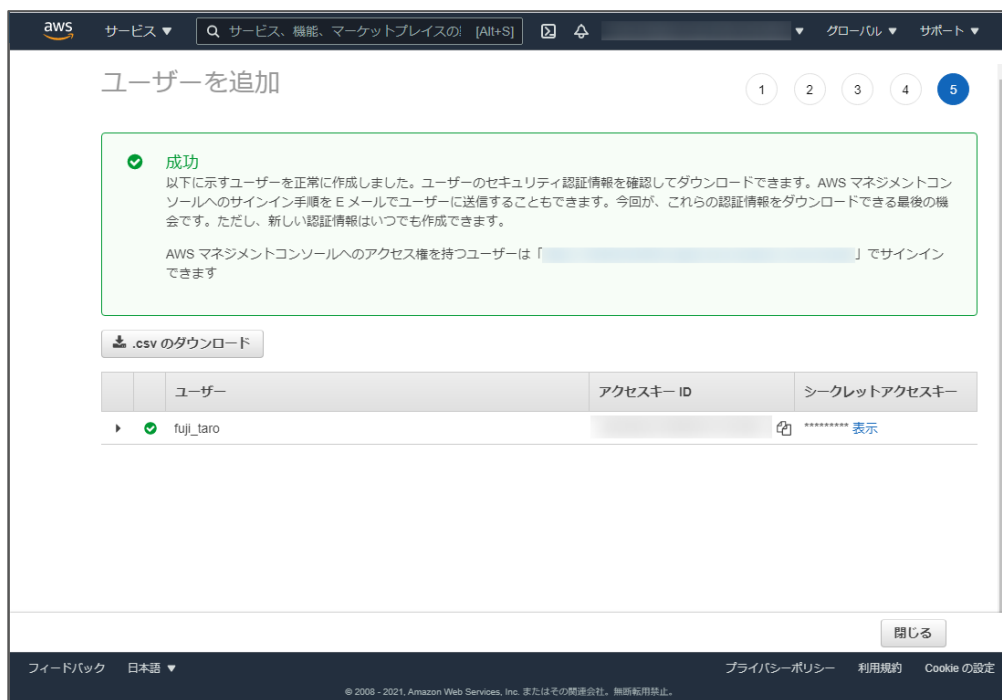 aws サービス ▼ サービス、機能、マーケットプレイスの [Alt+S] ▼ グローバル ▼ サポート ▼
ユーザーを追加
1 2 3 4 5
成功
以下に示すユーザーを正常に作成しました。ユーザーのセキュリティ認証情報を確認してダウンロードできます。AWS マネジメントコン
ソールへのサインイン手順を E メールでユーザーに送信することもできます。今回が、これらの認証情報をダウンロードできる最後の機
会です。ただし、新しい認証情報はいつでも作成できます。
AWS マネジメントコンソールへのアクセス権を持つユーザーは「 」でサインイン
できます
.csv のダウンロード
ユーザー アクセスキー ID シークレットアクセスキー
fuji_taro ********* 表示
閉じる
フィードバック 日本語 ▼ プライバシーポリシー 利用規約 Cookie の設定
© 2008 - 2021, Amazon Web Services, Inc. またはその関連会社。無断転用禁止。